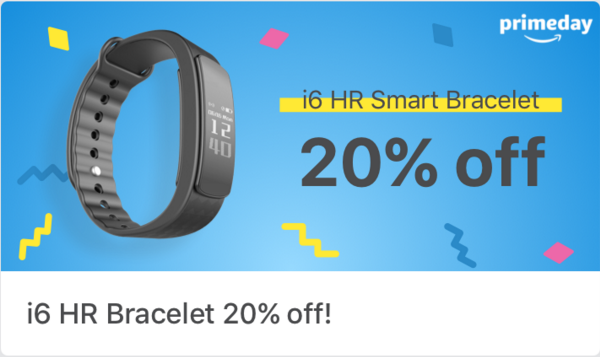 primeday
i6 HR Smart Bracelet
20% off
12
40
i6 HR Bracelet 20% off!